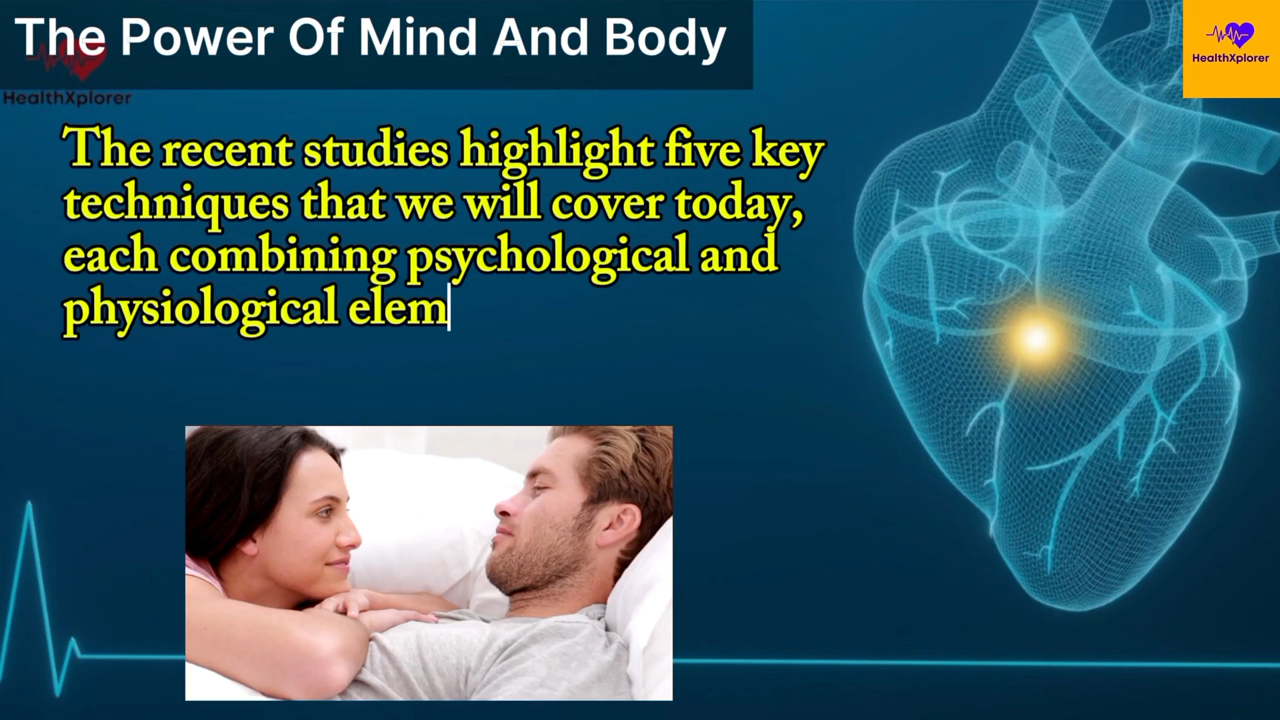 The Power Of Mind And Body
HealthXplorer
HealthXplorer
The recent studies highlight five key
techniques that we will cover today,
each combining psychological and
physiological elem